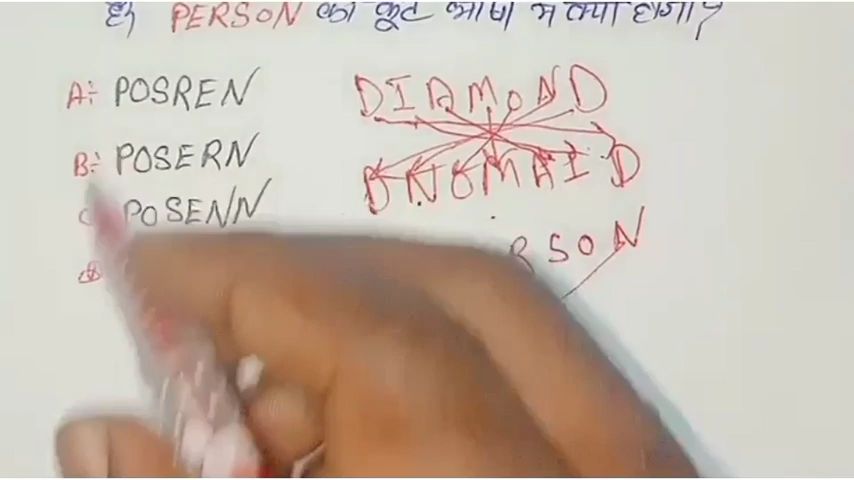 है, PERSON का कूट भाषा में क्या होगा?
A:- POSREN
B:- POSERN
POSENN
DIAMOND
DNOMAID
RSON